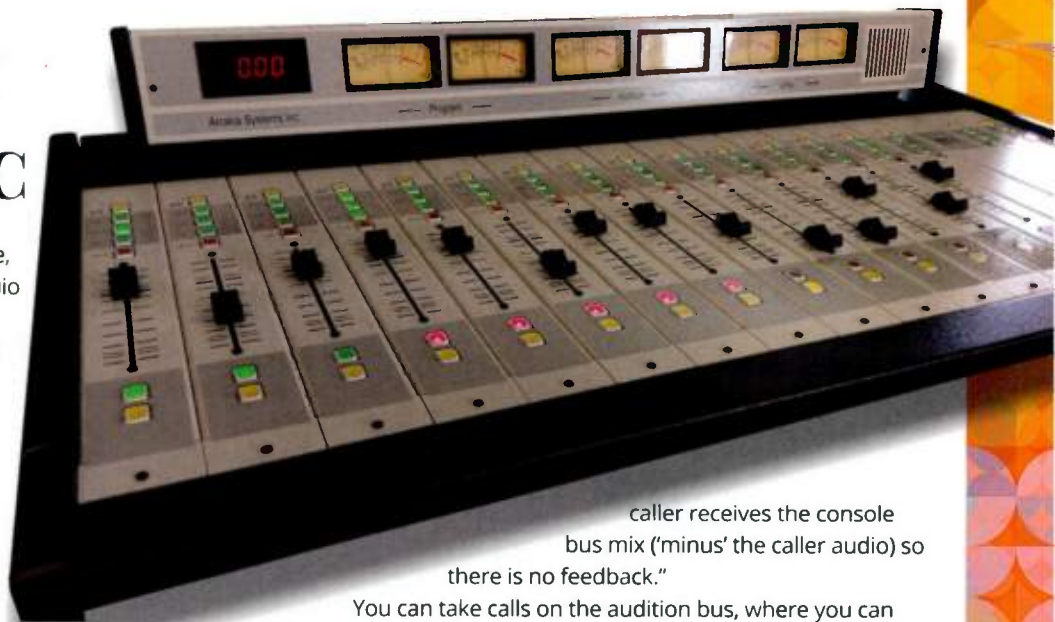 000
Arrakis Systems inc.
Program
C
e,
io
caller receives the console
bus mix (‘minus’ the caller audio) so
there is no feedback.”
You can take calls on the audition bus, where you can